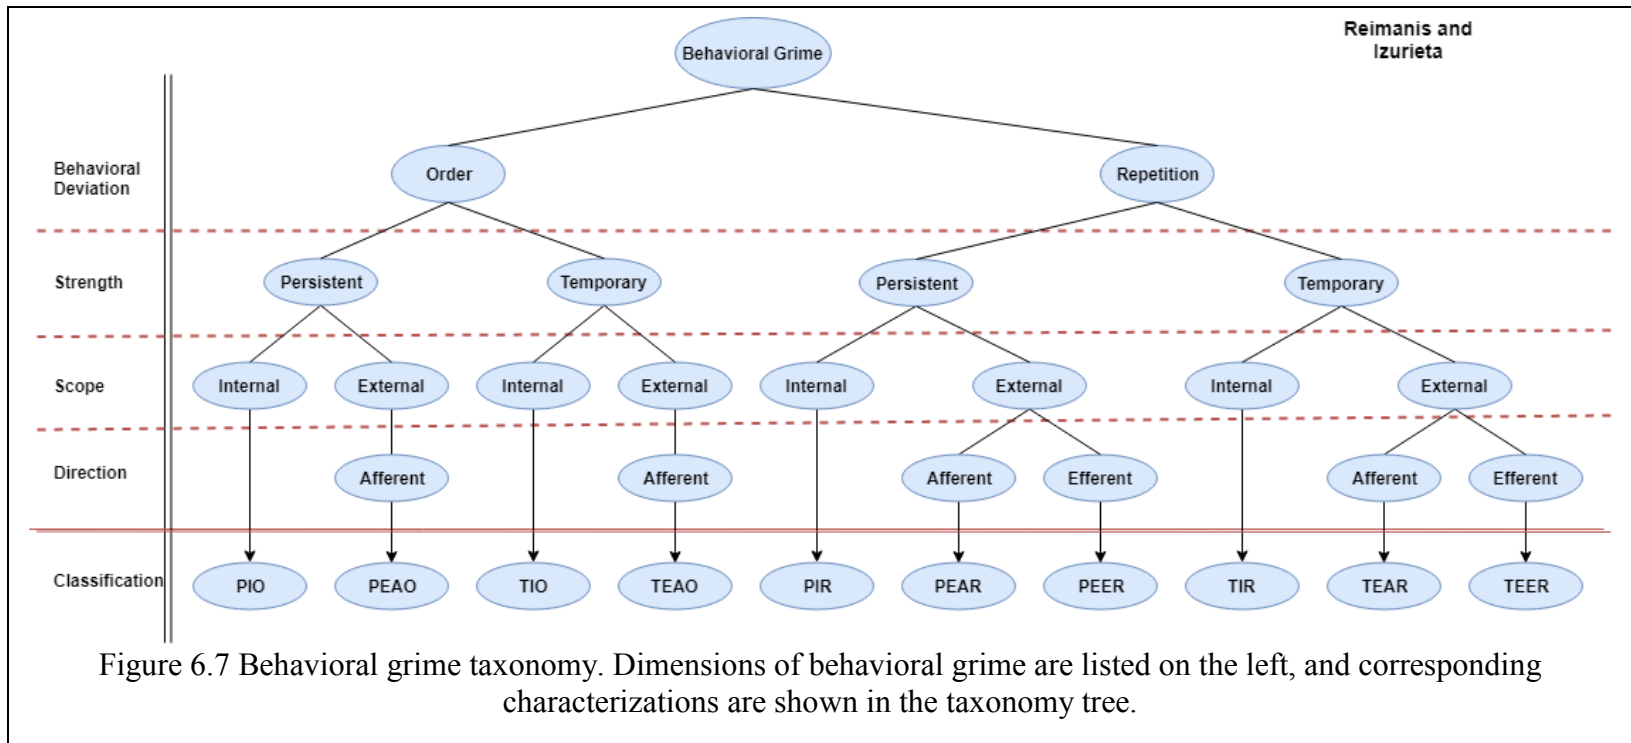 Behavioral Grime
Reimanis and
Izurieta
Behavioral
Deviation
Order
Repetition
Strength
Persistent
Temporary
Persistent
Temporary
Scope
Internal
External
Internal
External
Internal
External
Internal
External
Direction
Afferent
Afferent
Afferent
Efferent
Afferent
Efferent
Classification
PIO
PEAO
TIO
TEAO
PIR
PEAR
PEER
TIR
TEAR
TEER
Figure 6.7 Behavioral grime taxonomy. Dimensions of behavioral grime are listed on the left, and corresponding
characterizations are shown in the taxonomy tree.